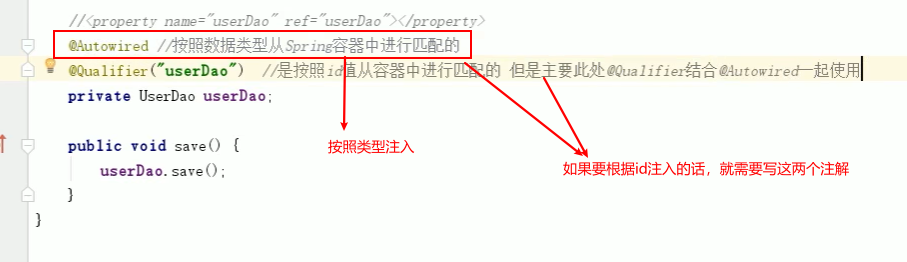 //<property name="userDao" ref="userDao"></property>
@Autowired //按照数据类型从Spring容器中进行匹配的
@Qualifier("userDao") //是按照id值从容器中进行匹配的 但是主要此处@Qualifier结合@Autowired一起使用
private UserDao userDao;
public void save() {
按照类型注入
如果要根据id注入的话，就需要写这两个注解
userDao.save();
}
}